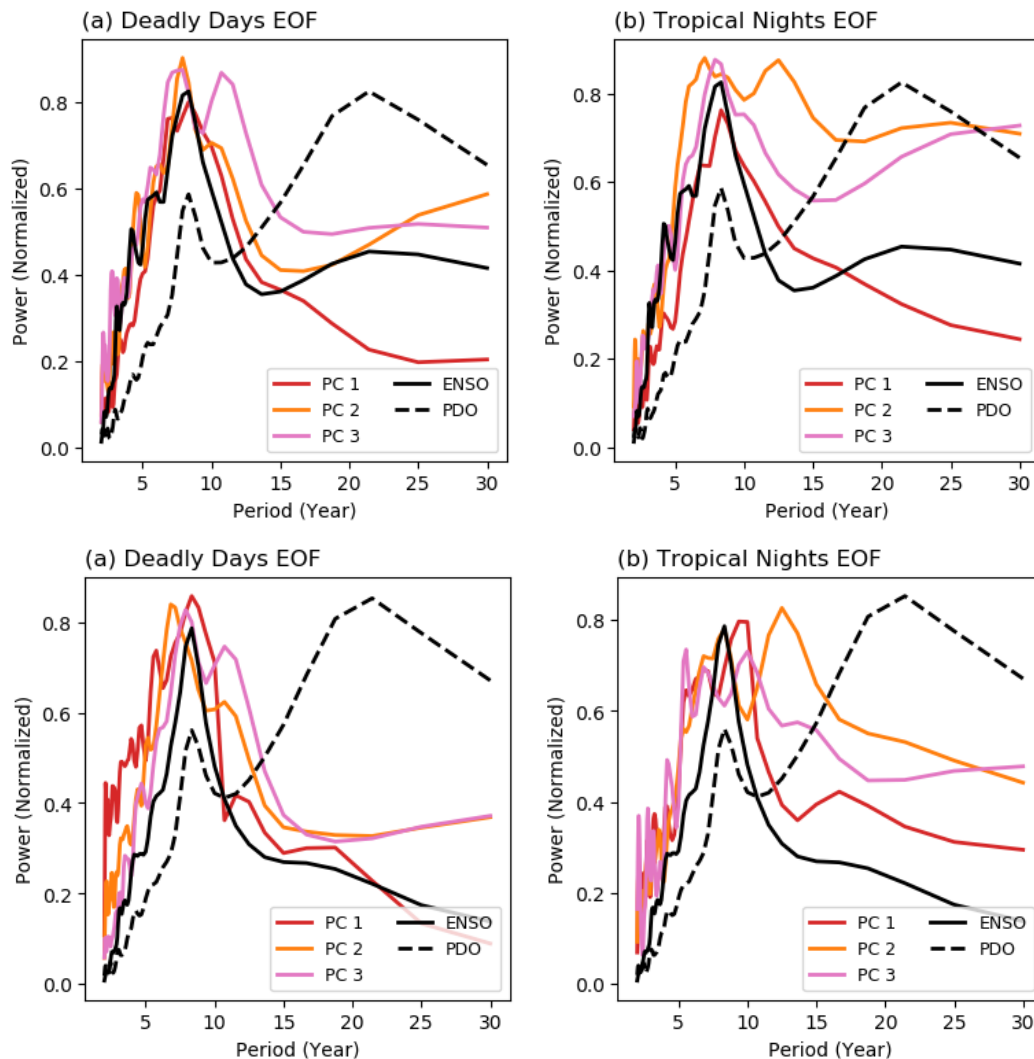 (a) Deadly Days EOF
Power (Normalized)
0.8
0.6
0.4
0.2
0.0
PC 1
PC 2
PC 3
ENSO
PDO
5 10 15 20 25 30
Period (Year)
(b) Tropical Nights EOF
Power (Normalized)
0.8
0.6
0.4
0.2
0.0
PC 1
PC 2
PC 3
ENSO
PDO
5 10 15 20 25 30
Period (Year)
(a) Deadly Days EOF
Power (Normalized)
0.8
0.6
0.4
0.2
0.0
PC 1
PC 2
PC 3
ENSO
PDO
5 10 15 20 25 30
Period (Year)
(b) Tropical Nights EOF
Power (Normalized)
0.8
0.6
0.4
0.2
0.0
PC 1
PC 2
PC 3
ENSO
PDO
5 10 15 20 25 30
Period (Year)